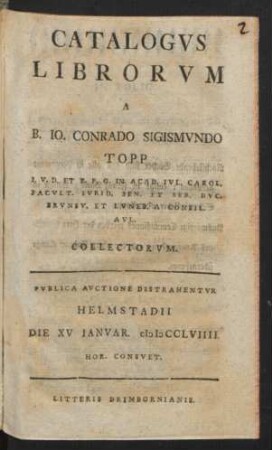 2
CATALOGVS
LIBRORVM
A
B. IO. CONRADO SIGISMVNDO
TOPP
I. V. D. ET P. P. O. IN ACAD. IVL. CAROL.
FACVLT. IVRID. SEN. ET SER. DVC.
BRVNSV. ET LVNEB. A CONSIL.
AVL.
COLLECTORVM.
PVBLICA AVCTIONE DISTRAHENTVR
HELMSTADII
DIE XV IANVAR. cIↃIↃCCLVIIII.
HOR. CONSVET.
LITTERIS DRIMBORNIANIS.